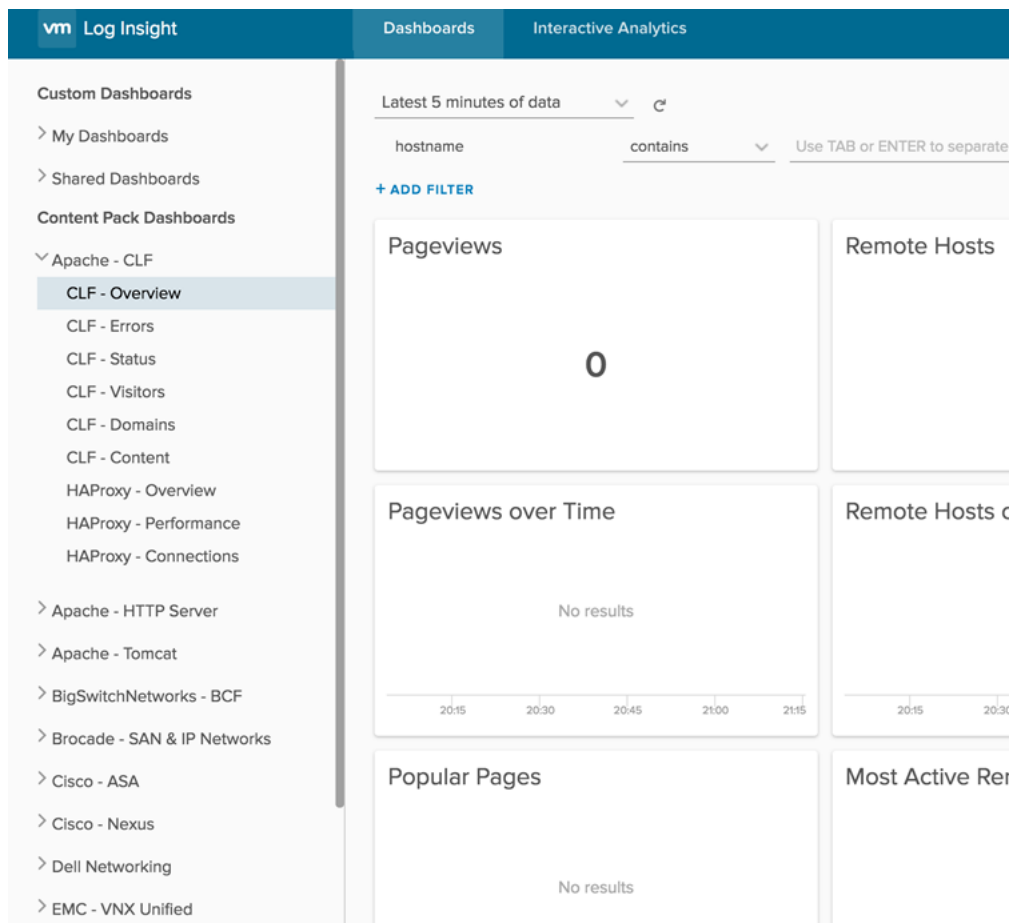 vm Log Insight
Dashboards
Interactive Analytics
Custom Dashboards
My Dashboards
Shared Dashboards
Content Pack Dashboards
Apache - CLF
CLF - Overview
CLF - Errors
CLF - Status
CLF - Visitors
CLF - Domains
CLF - Content
HAProxy - Overview
HAProxy - Performance
HAProxy - Connections
Apache - HTTP Server
Apache - Tomcat
BigSwitchNetworks - BCF
Brocade - SAN & IP Networks
Cisco - ASA
Cisco - Nexus
Dell Networking
EMC - VNX Unified
Latest 5 minutes of data
hostname
contains
Use TAB or ENTER to separate
+ ADD FILTER
Pageviews
0
Remote Hosts
Pageviews over Time
No results
20:15 20:30 20:45 21:00 21:15
Remote Hosts
20:15
Popular Pages
No results
Most Active